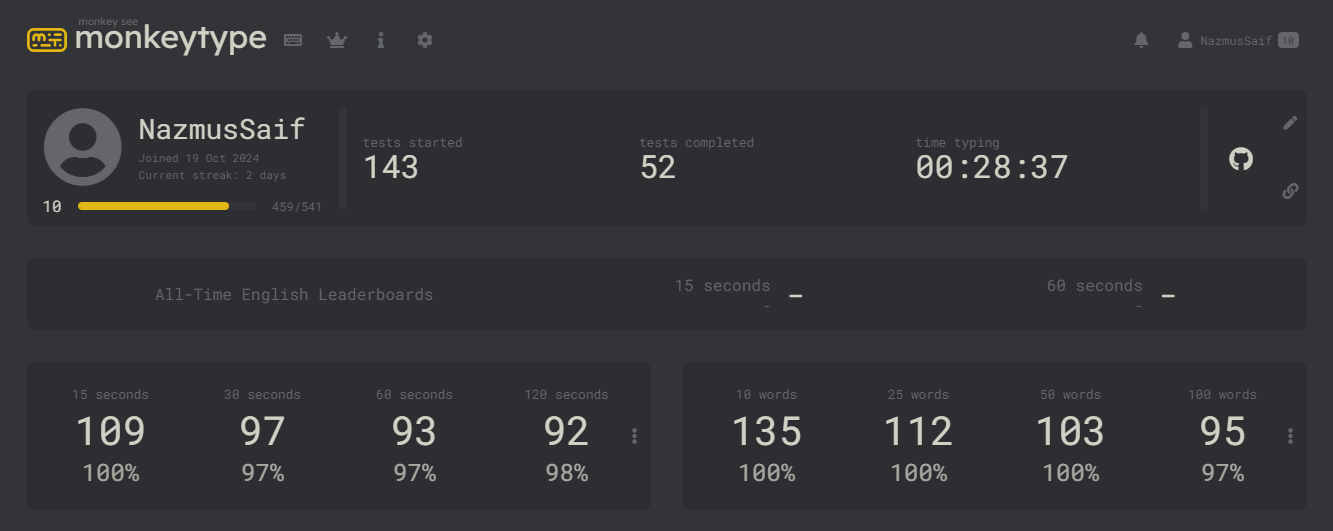 monkey see
monkeytype
NazmusSaif 10
NazmusSaif
Joined 19 Oct 2024
Current streak: 2 days
10 459/541
tests started
143
tests completed
52
time typing
00:28:37
All-Time English Leaderboards
15 seconds
-
–
60 seconds
-
–
15 seconds
109
100%
30 seconds
97
97%
60 seconds
93
97%
120 seconds
92
98%
10 words
135
100%
25 words
112
100%
50 words
103
100%
100 words
95
97%